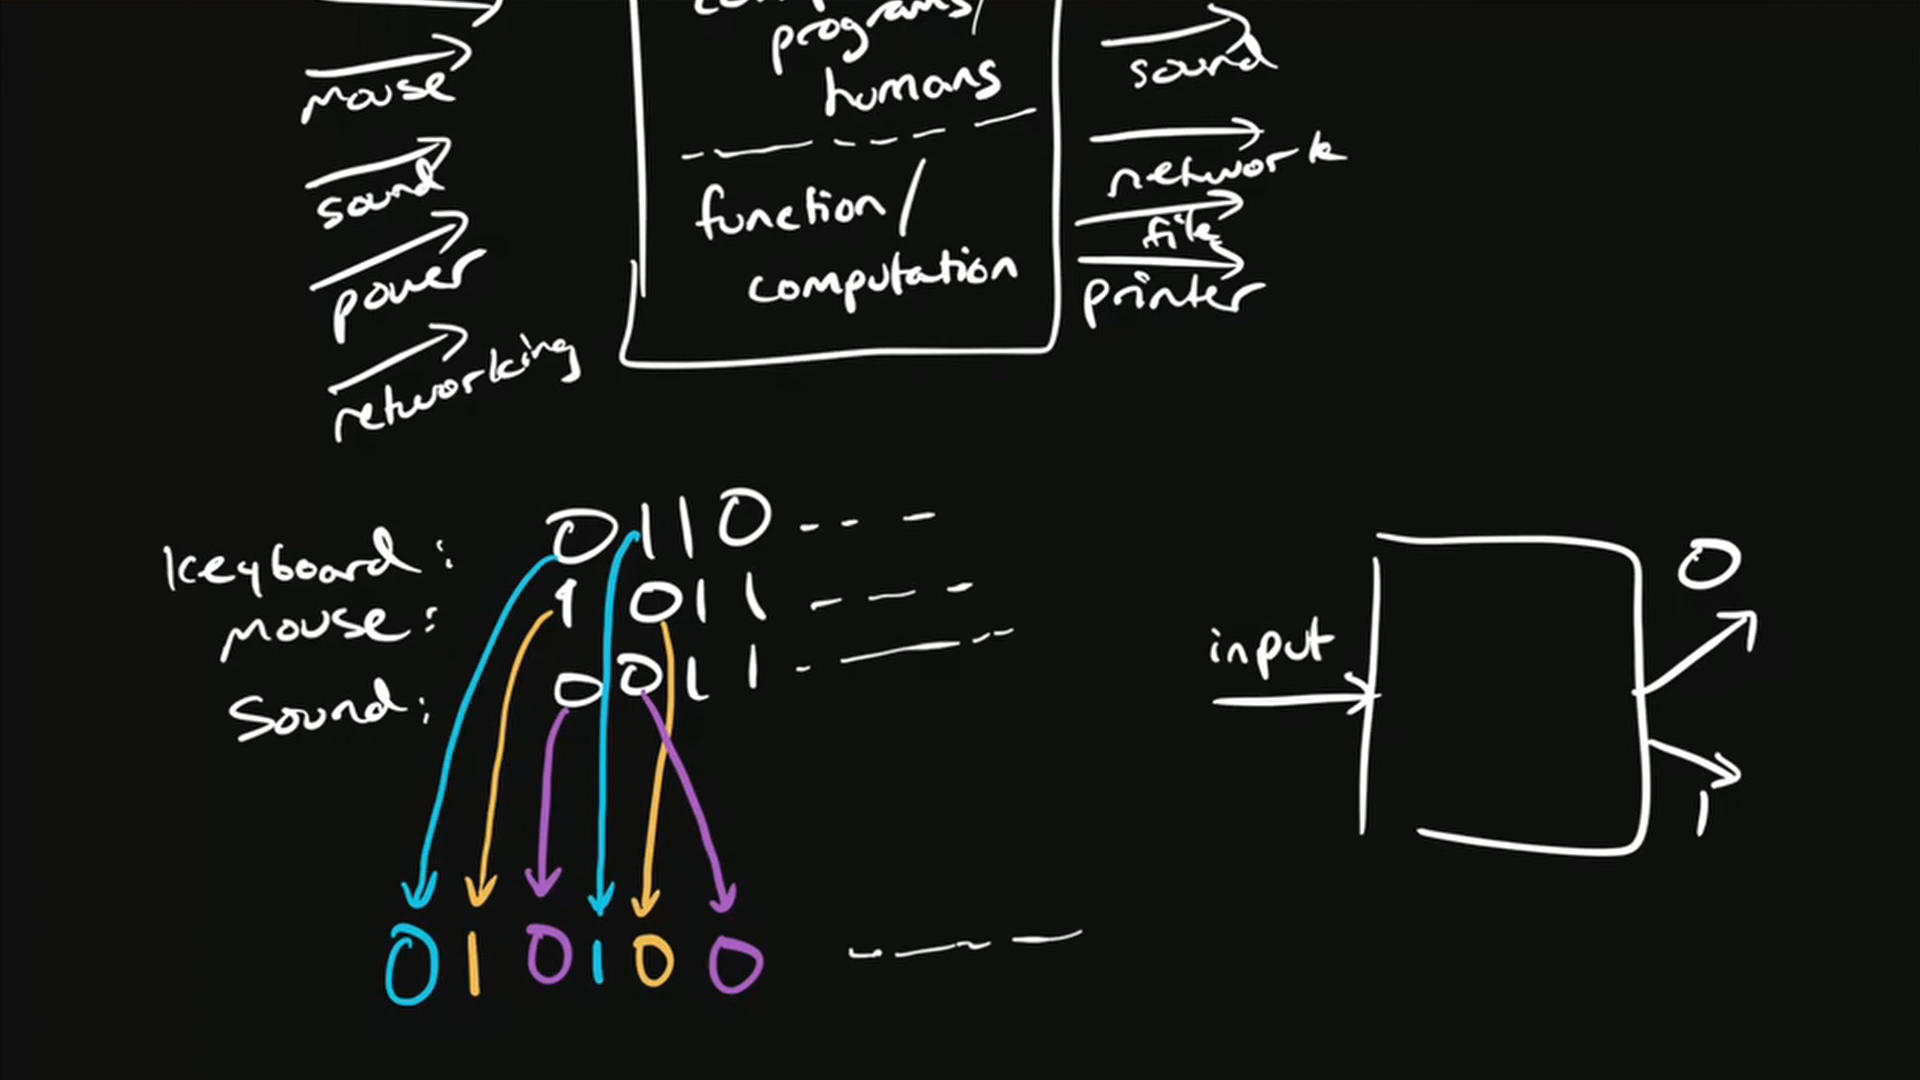 programs/
humans
function/
computation
mouse
sound
power
networking
sound
network
file
printer
keyboard: 0110 - - -
mouse: 1011 - - -
Sound: 0011 - - - -
010100 - - - -
input
0
1